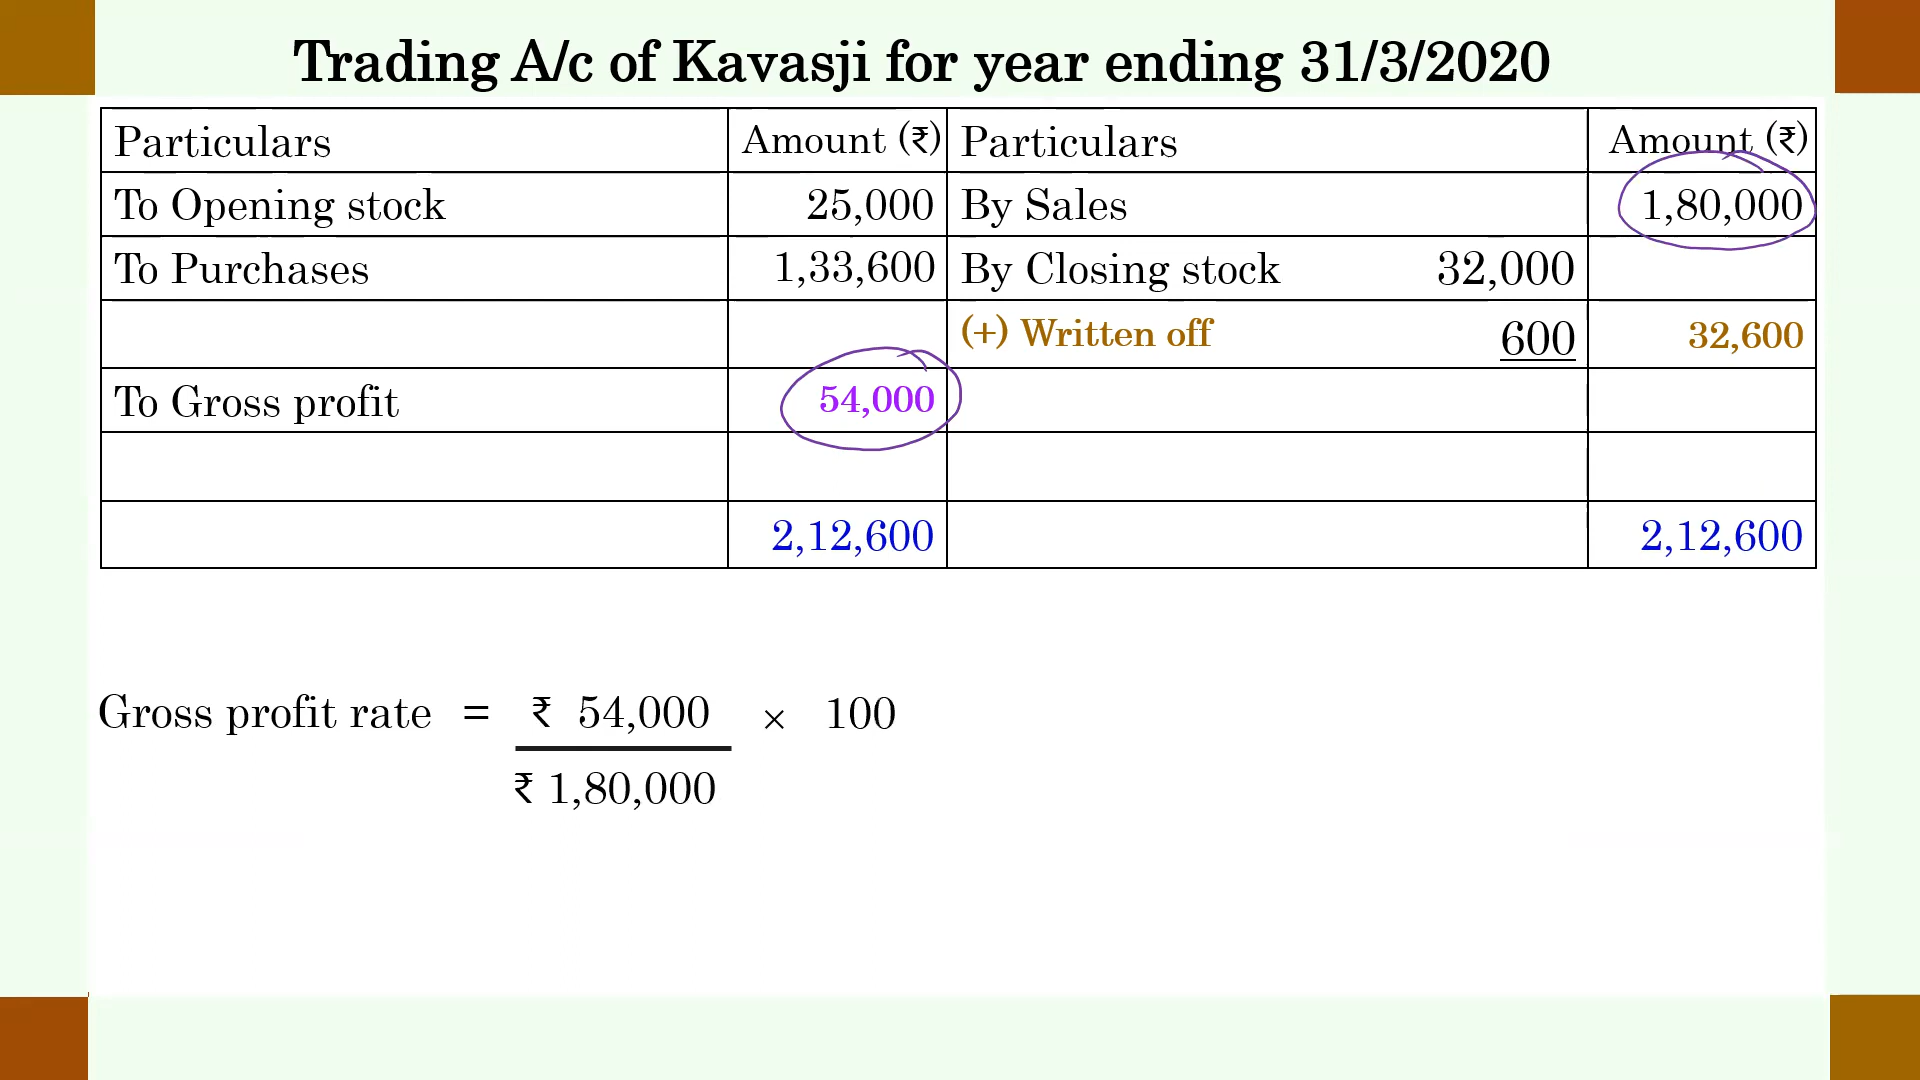 Trading A/c of Kavasji for year ending 31/3/2020
Particulars Amount (₹) Particulars Amount (₹)
To Opening stock 25,000 By Sales 1,80,000
To Purchases 1,33,600 By Closing stock 32,000
(+) Written off 600 32,600
To Gross profit 54,000
2,12,600 2,12,600
Gross profit rate = ₹ 54,000 × 100
₹ 1,80,000